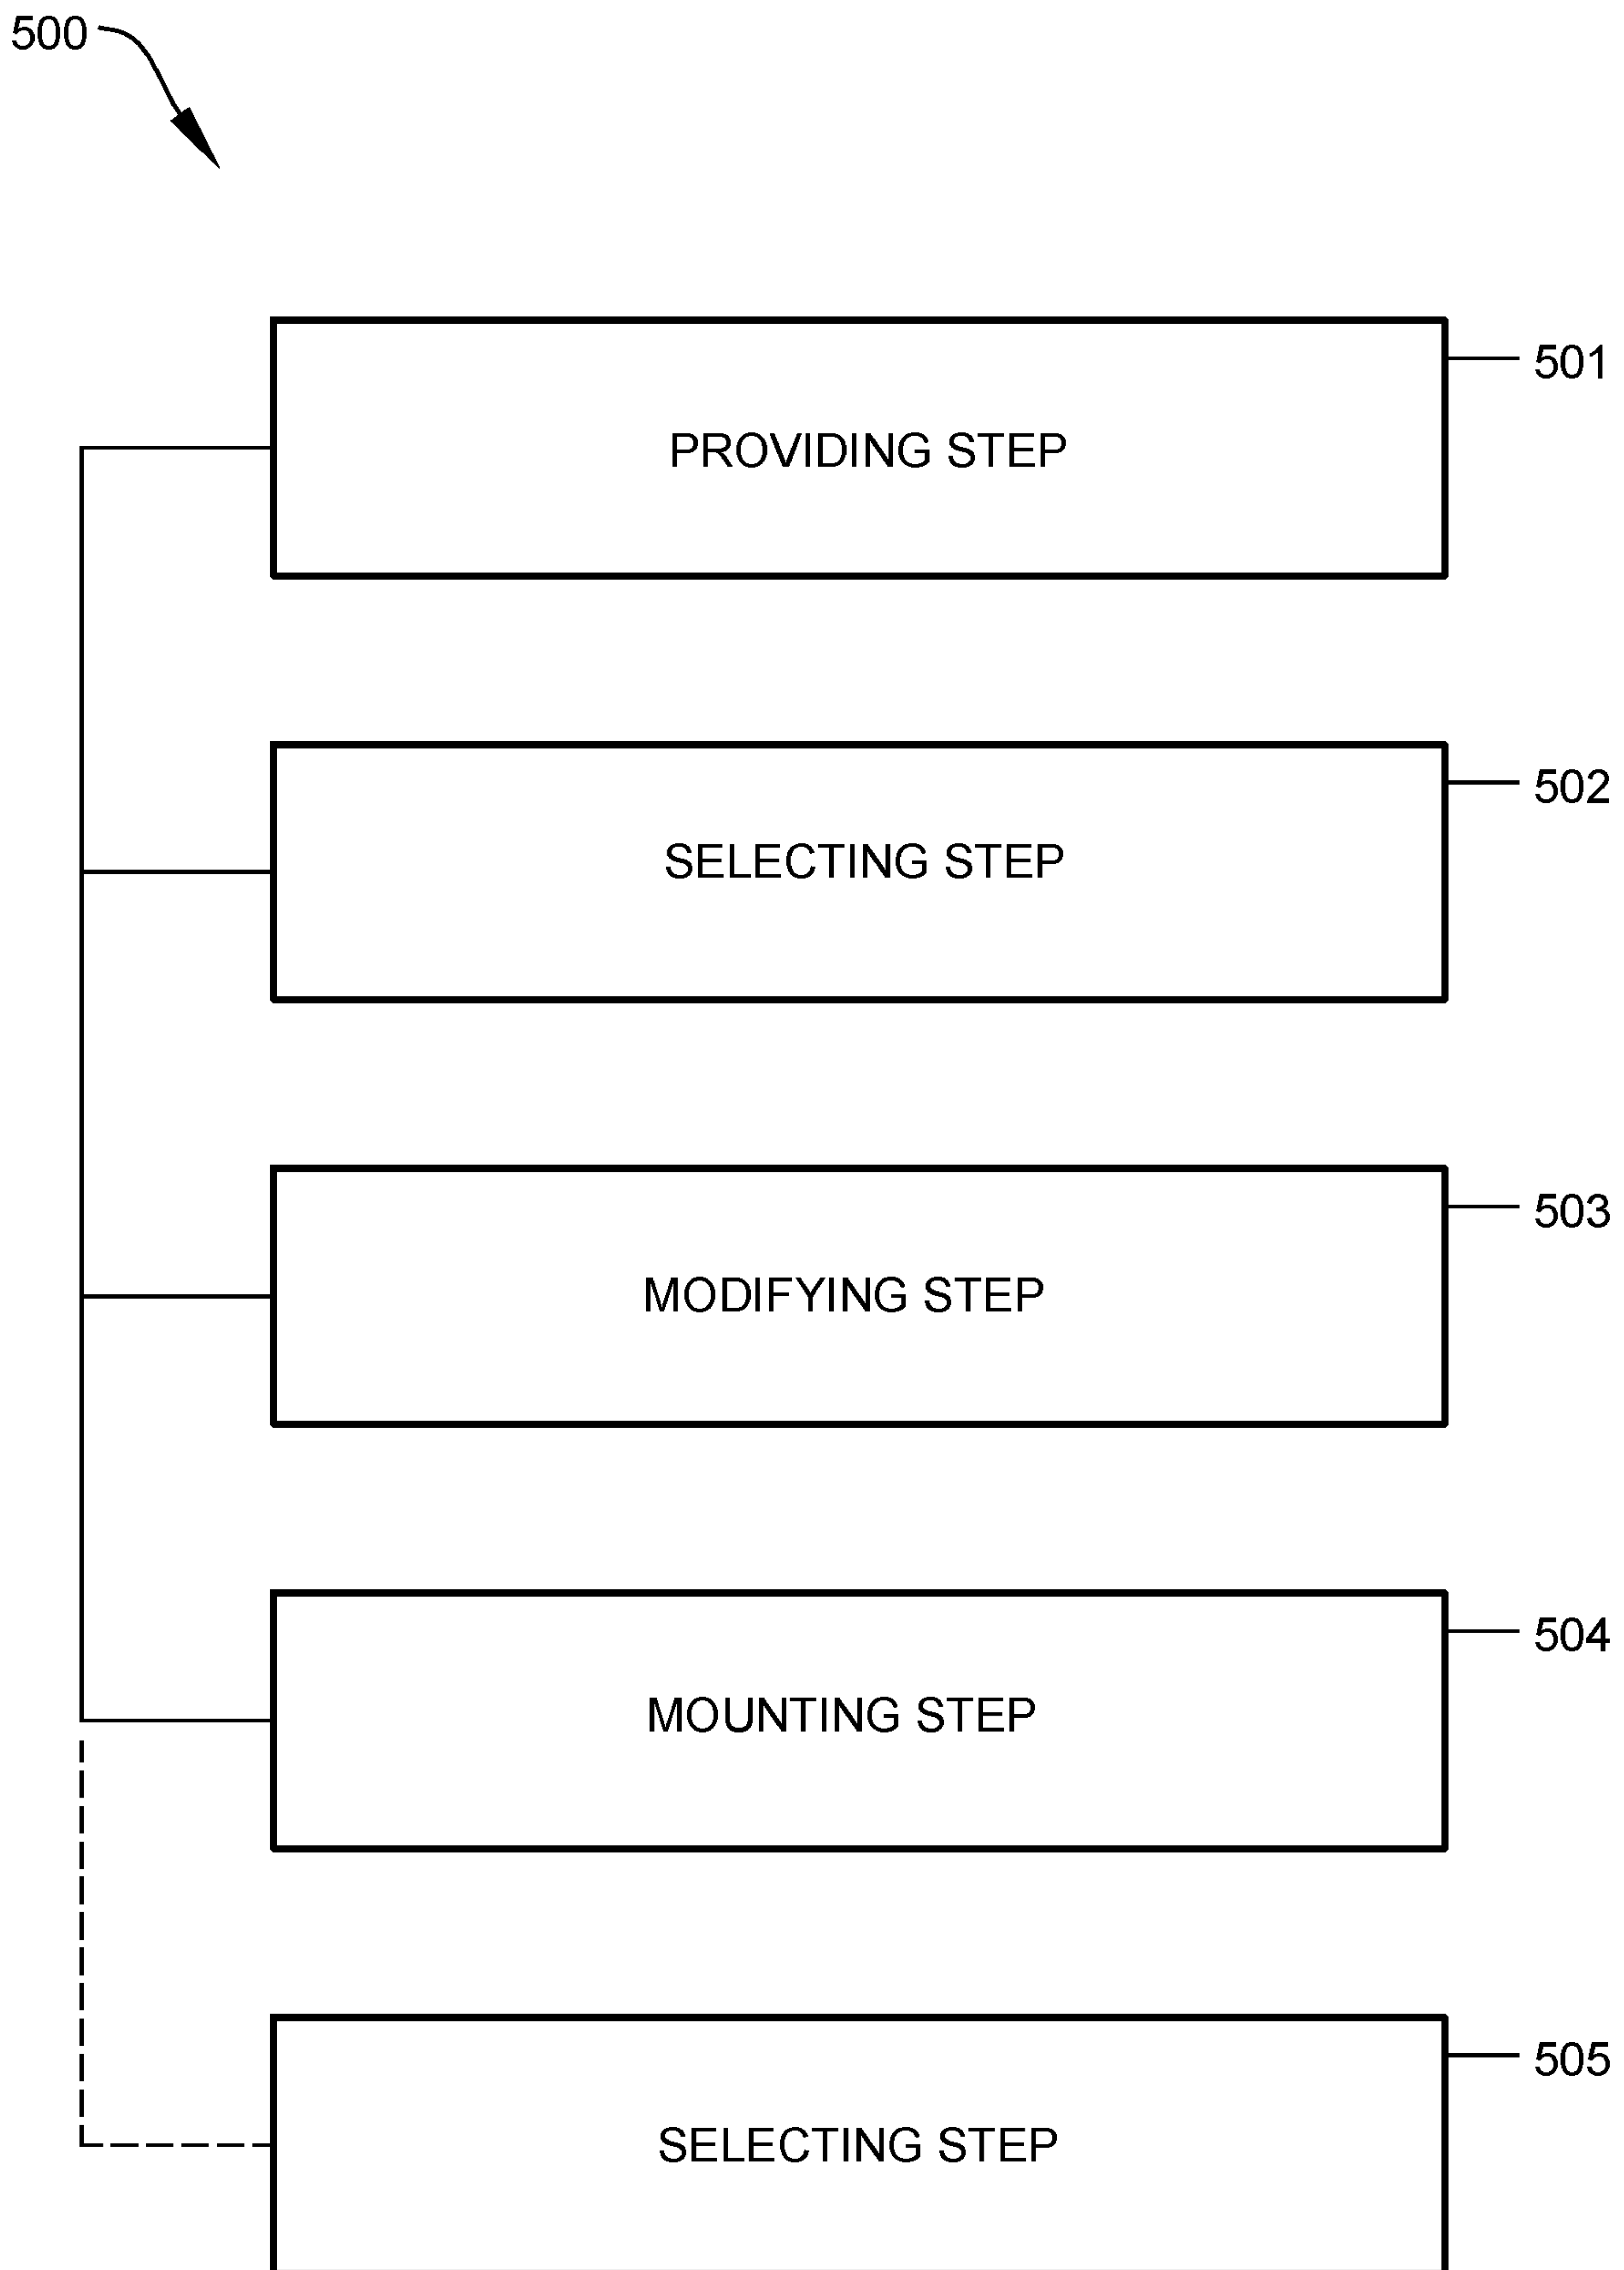 500
501
PROVIDING STEP
502
SELECTING STEP
503
MODIFYING STEP
504
MOUNTING STEP
505
SELECTING STEP